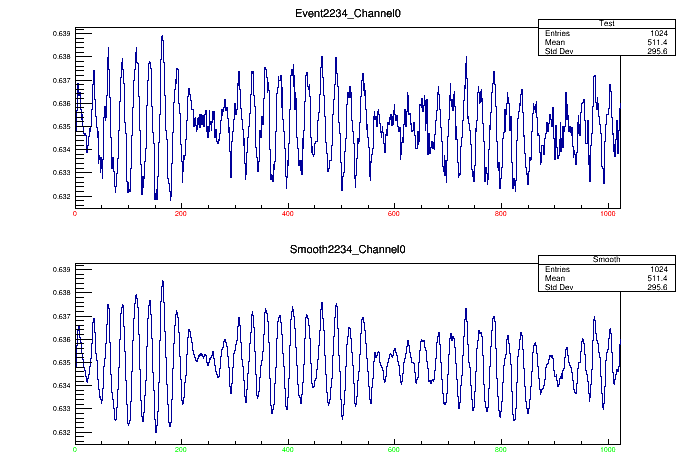 Event2234_Channel0
Test
Entries 1024
Mean 511.4
Std Dev 295.6
0.639
0.638
0.637
0.636
0.635
0.634
0.633
0.632
0 200 400 600 800 1000
Smooth2234_Channel0
Smooth
Entries 1024
Mean 511.4
Std Dev 295.6
0.639
0.638
0.637
0.636
0.635
0.634
0.633
0.632
0 200 400 600 800 1000